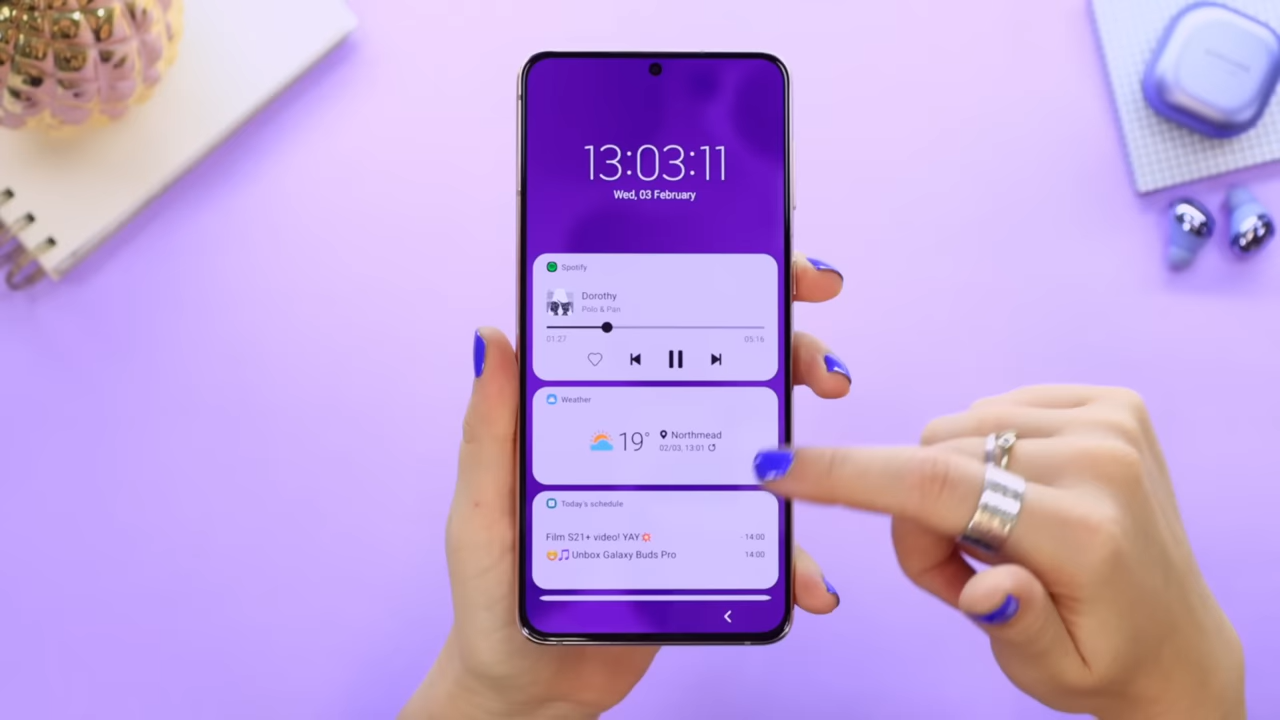 13:03:11
Wed, 03 February
Spotify
Dorothy
Polo & Pan
01:27
05:16
Weather
19°
Northmead
02/03, 13:01
Today's schedule
Film S21+ video! YAY💥 - 14:00
😍🎵Unbox Galaxy Buds Pro 14:00